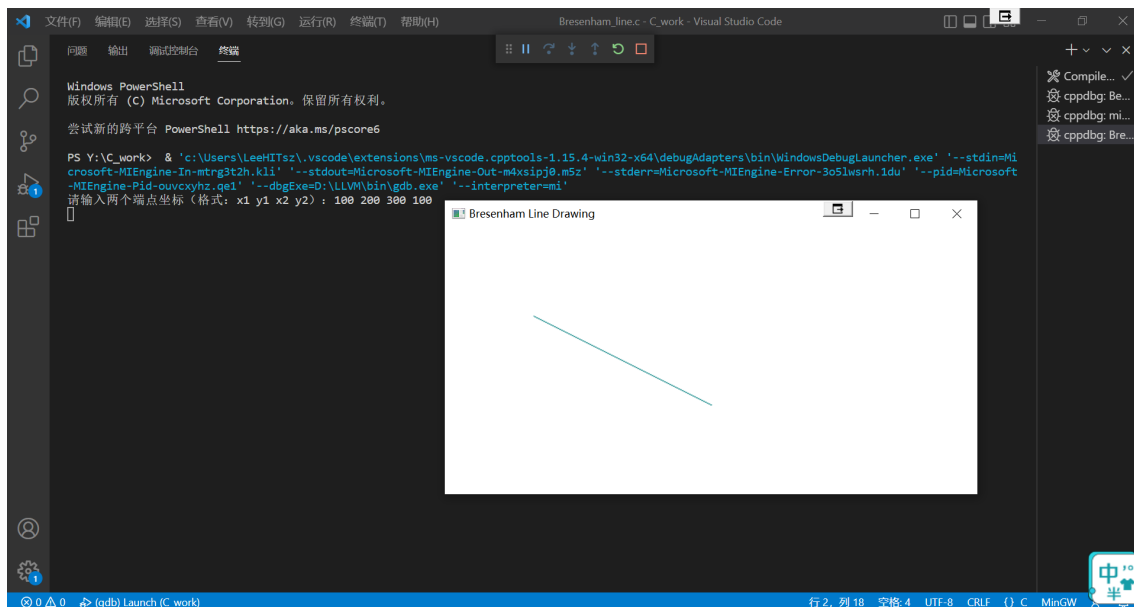 文件(F) 编辑(E) 选择(S) 查看(V) 转到(G) 运行(R) 终端(T) 帮助(H) Bresenham_line.c - C_work - Visual Studio Code
问题 输出 调试控制台 终端
Windows PowerShell
版权所有 (C) Microsoft Corporation。保留所有权利。
尝试新的跨平台 PowerShell https://aka.ms/pscore6
PS Y:\C_work> & 'c:\Users\LeeHITsz\.vscode\extensions\ms-vscode.cpptools-1.15.4-win32-x64\debugAdapters\bin\WindowsDebugLauncher.exe' '--stdin=Mi
crosoft-MIEngine-In-mtrg3t2h.kli' '--stdout=Microsoft-MIEngine-Out-m4xsipj0.m5z' '--stderr=Microsoft-MIEngine-Error-3o5lwsrh.1du' '--pid=Microsoft
-MIEngine-Pid-ouvcxyhz.qe1' '--dbgExe=D:\LLVM\bin\gdb.exe' '--interpreter=mi'
请输入两个端点坐标（格式: x1 y1 x2 y2）: 100 200 300 100
Compile...
cppdbg: Be...
cppdbg: mi...
cppdbg: Bre...
Bresenham Line Drawing
1
1
中
半
0 0 (gdb) Launch (C work) 行 2, 列 18 空格: 4 UTF-8 CRLF {} C MinGW